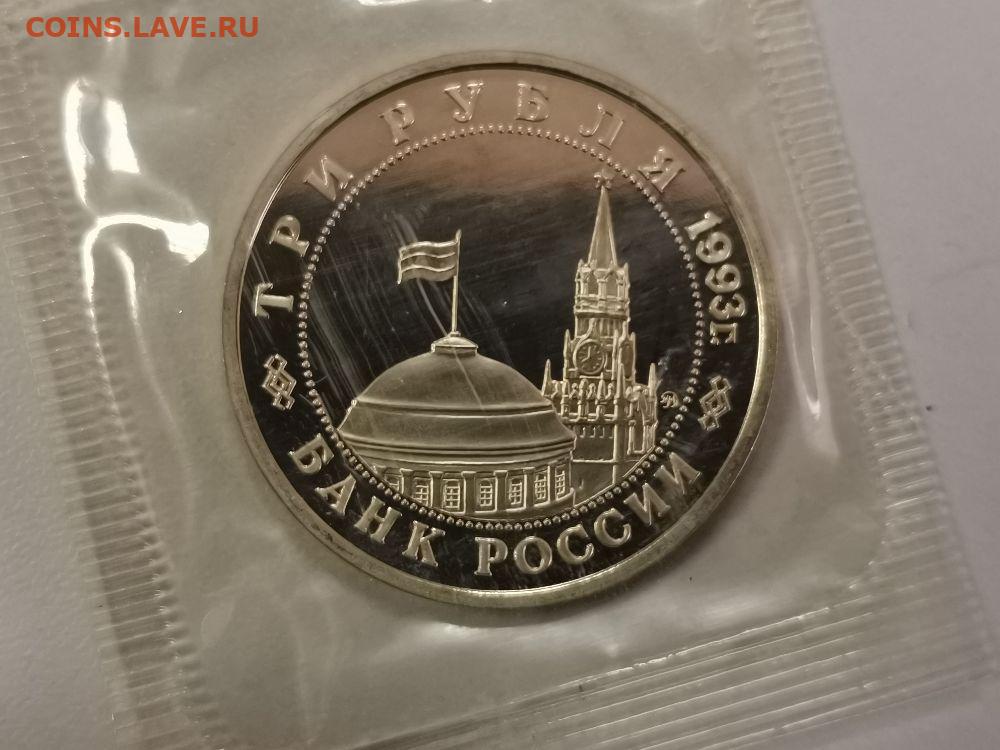 COINS.LAVE.RU
ТРИ РУБЛЯ 1993г.
БАНК РОССИИ